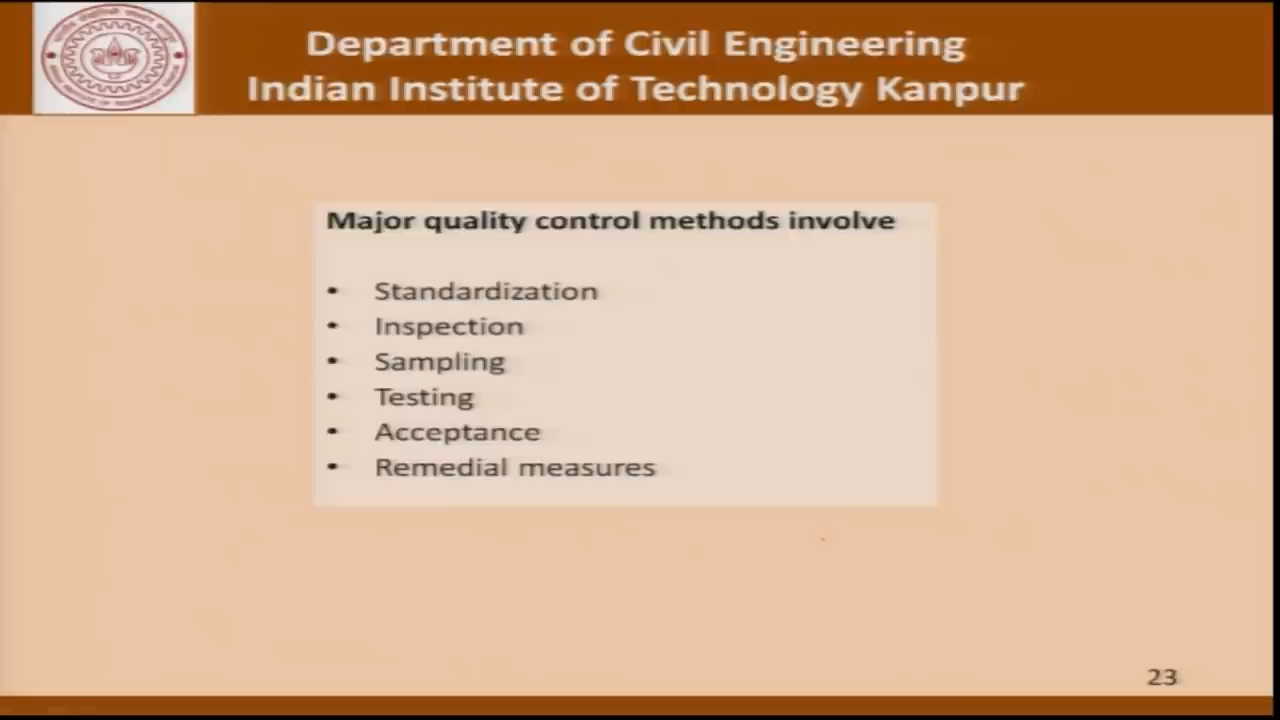 Department of Civil Engineering
Indian Institute of Technology Kanpur
Major quality control methods involve
• Standardization
• Inspection
• Sampling
• Testing
• Acceptance
• Remedial measures
23